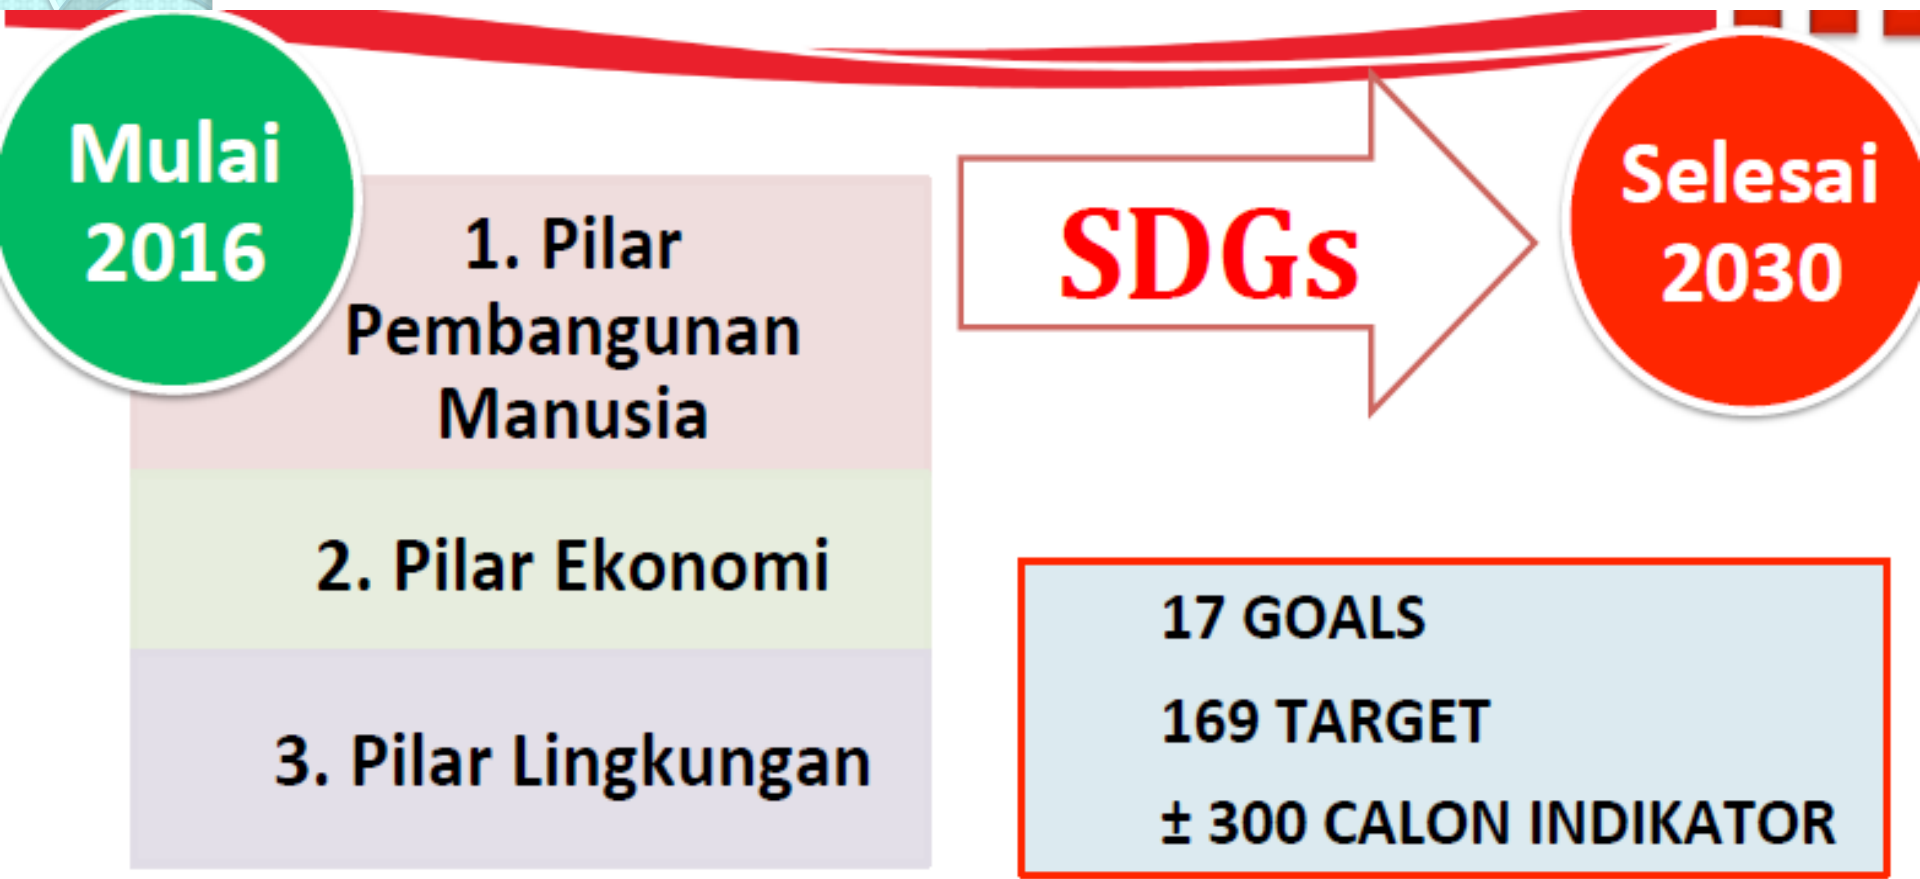 Mulai
2016
1. Pilar
Pembangunan
Manusia
2. Pilar Ekonomi
3. Pilar Lingkungan
SDGs
Selesai
2030
17 GOALS
169 TARGET
± 300 CALON INDIKATOR